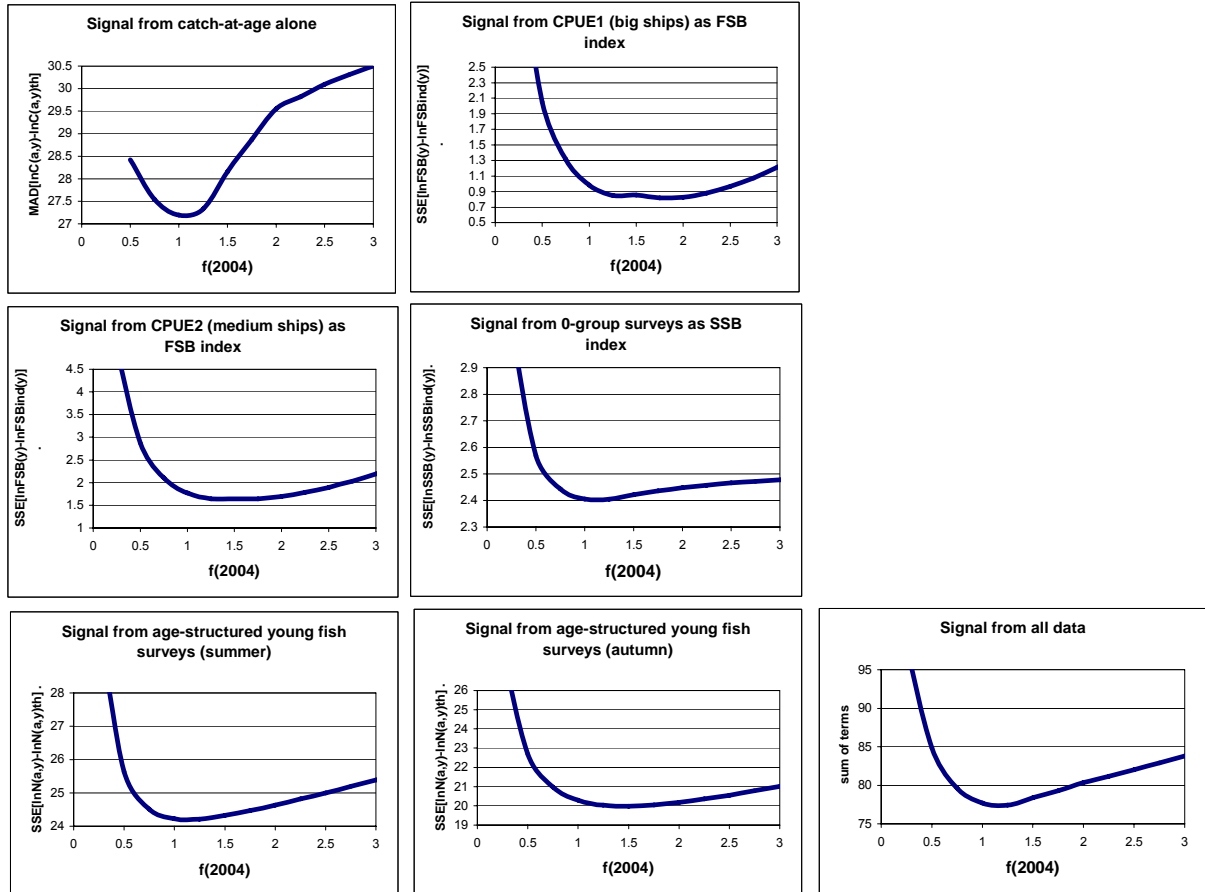 Signal from catch-at-age alone
MAD[lnC(a,y)-lnC(a,y)th]
30.5
30
29.5
29
28.5
28
27.5
27
0 0.5 1 1.5 2 2.5 3
f(2004)
Signal from CPUE1 (big ships) as FSB
index
SSE[lnFSB(y)-lnFSBind(y)]
.
2.5
2.3
2.1
1.9
1.7
1.5
1.3
1.1
0.9
0.7
0.5
0 0.5 1 1.5 2 2.5 3
f(2004)
Signal from CPUE2 (medium ships) as
FSB index
SSE[lnFSB(y)-lnFSBind(y)]
.
4.5
4
3.5
3
2.5
2
1.5
1
0 0.5 1 1.5 2 2.5 3
f(2004)
Signal from 0-group surveys as SSB
index
SSE[lnSSB(y)-lnSSBind(y)].
2.9
2.8
2.7
2.6
2.5
2.4
2.3
0 0.5 1 1.5 2 2.5 3
f(2004)
Signal from age-structured young fish
surveys (summer)
SSE[lnN(a,y)-lnN(a,y)th] .
28
27
26
25
24
0 0.5 1 1.5 2 2.5 3
f(2004)
Signal from age-structured young fish
surveys (autumn)
SSE[lnN(a,y)-lnN(a,y)th] .
26
25
24
23
22
21
20
19
0 0.5 1 1.5 2 2.5 3
f(2004)
Signal from all data
sum of terms
95
90
85
80
75
0 0.5 1 1.5 2 2.5 3
f(2004)